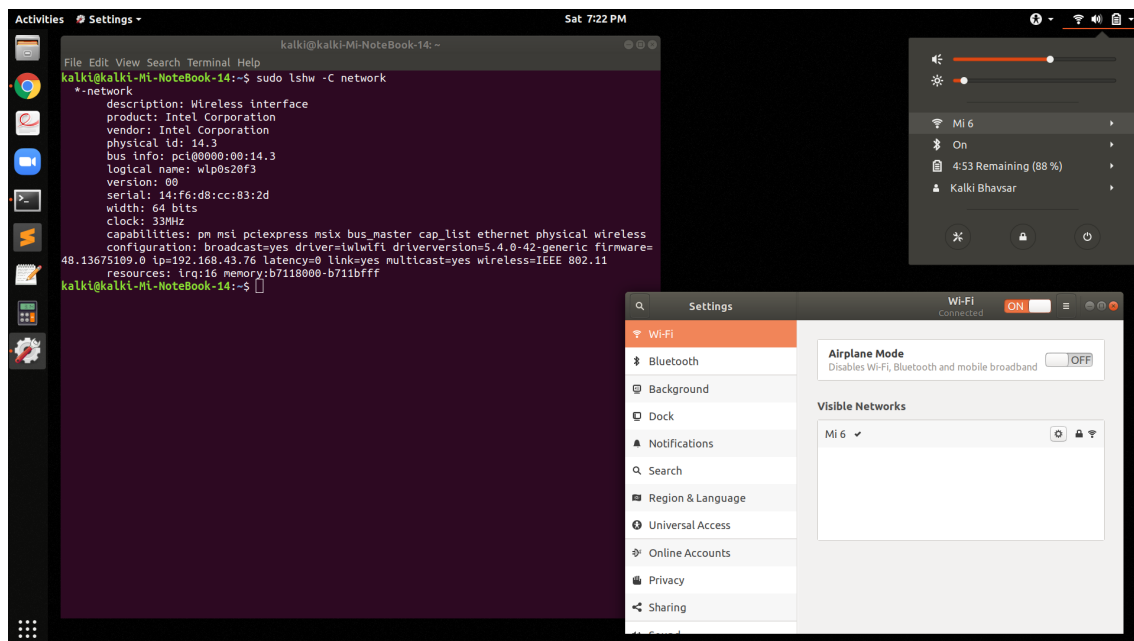 Activities Settings Sat 7:22 PM
kalki@kalki-Mi-NoteBook-14: ~
File Edit View Search Terminal Help
kalki@kalki-Mi-NoteBook-14:~$ sudo lshw -C network
*-network
description: Wireless interface
product: Intel Corporation
vendor: Intel Corporation
physical id: 14.3
bus info: pci@0000:00:14.3
logical name: wlp0s20f3
version: 00
serial: 14:f6:d8:cc:83:2d
width: 64 bits
clock: 33MHz
capabilities: pm msi pciexpress msix bus_master cap_list ethernet physical wireless
configuration: broadcast=yes driver=iwlwifi driverversion=5.4.0-42-generic firmware=
48.13675109.0 ip=192.168.43.76 latency=0 link=yes multicast=yes wireless=IEEE 802.11
resources: irq:16 memory:b7118000-b711bfff
kalki@kalki-Mi-NoteBook-14:~$
Mi 6
On
4:53 Remaining (88 %)
Kalki Bhavsar
Settings
Wi-Fi
Connected
ON
Wi-Fi
Bluetooth
Background
Dock
Notifications
Search
Region & Language
Universal Access
Online Accounts
Privacy
Sharing
Airplane Mode
Disables Wi-Fi, Bluetooth and mobile broadband
OFF
Visible Networks
Mi 6 ✔